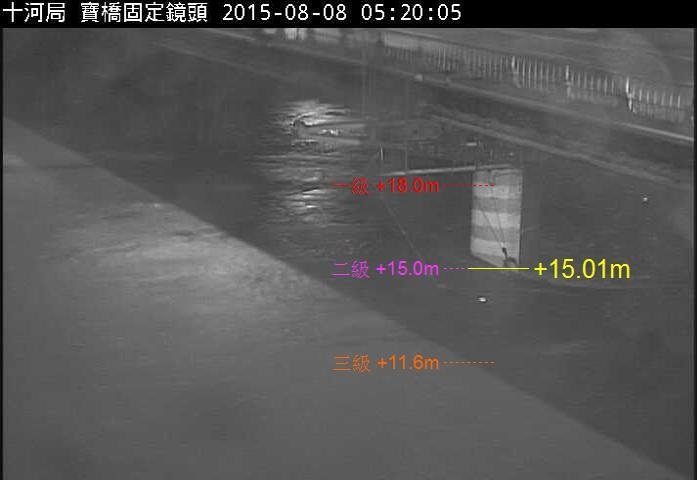 十河局 寶橋固定鏡頭 2015-08-08 05:20:05
一級 +18.0m
二級 +15.0m
+15.01m
三級 +11.6m